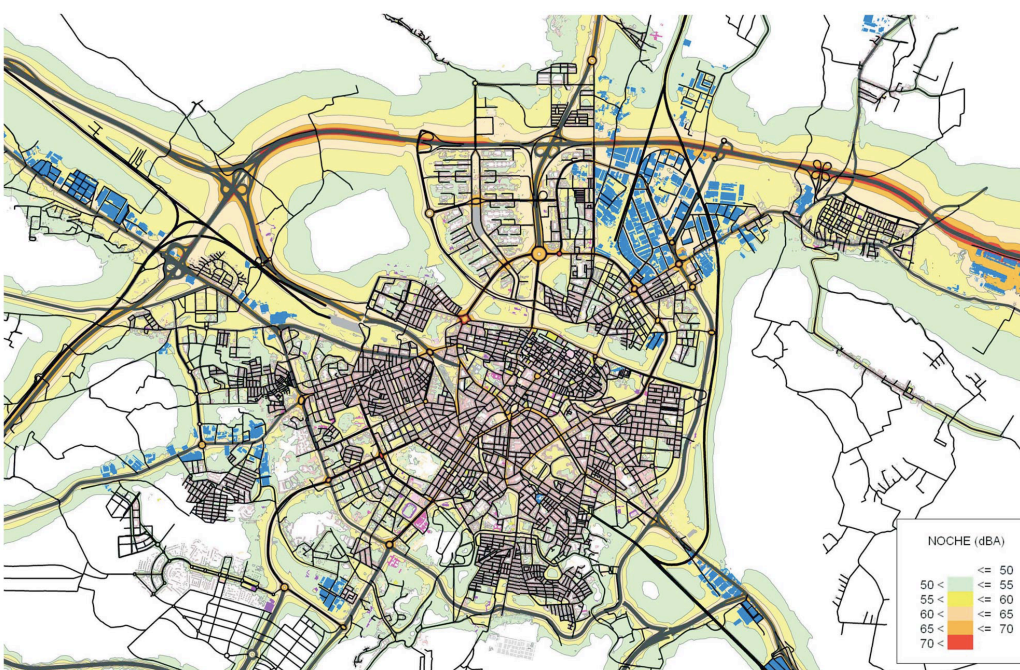 NOCHE (dBA)
<= 50
50 < <= 55
55 < <= 60
60 < <= 65
65 < <= 70
70 <